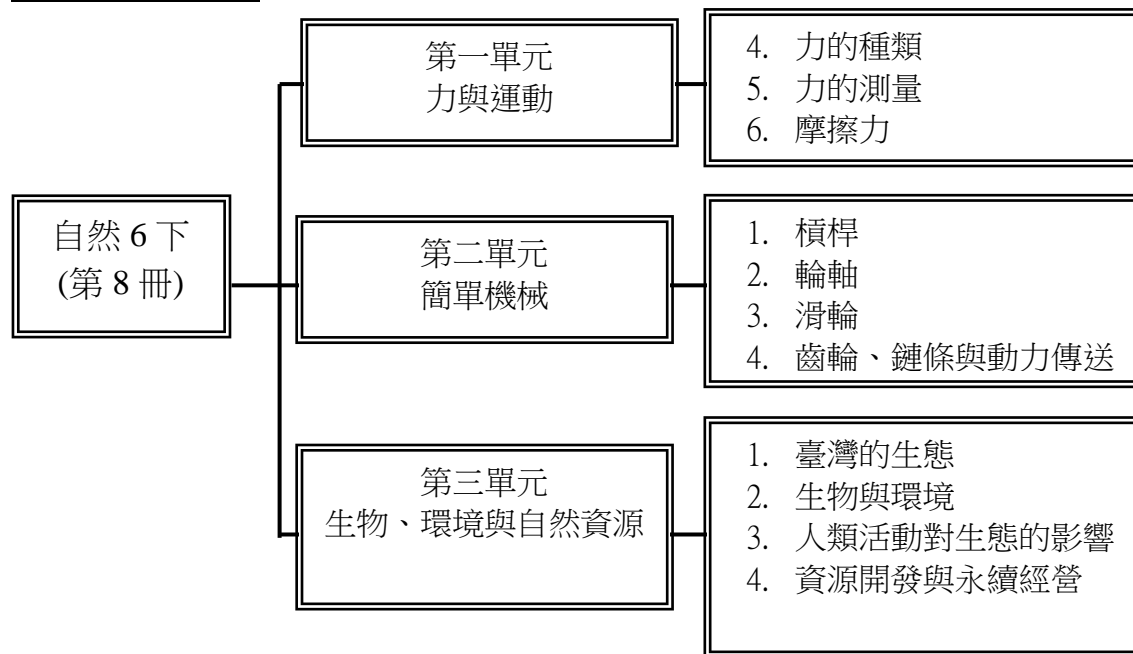 自然 6 下
(第 8 冊)
第一單元
力與運動
4. 力的種類
5. 力的測量
6. 摩擦力
第二單元
簡單機械
1. 槓桿
2. 輪軸
3. 滑輪
4. 齒輪、鏈條與動力傳送
第三單元
生物、環境與自然資源
1. 臺灣的生態
2. 生物與環境
3. 人類活動對生態的影響
4. 資源開發與永續經營